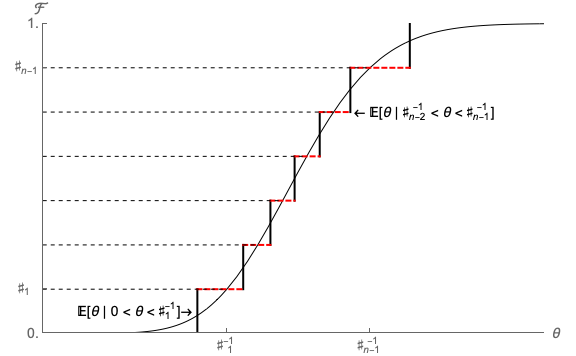 ℱ
1.
♯ₙ₋₁
← 𝔼[θ | ♯ₙ₋₂⁻¹ < θ < ♯ₙ₋₁⁻¹]
♯₁
𝔼[θ | 0 < θ < ♯₁⁻¹]→
0.
θ
♯₁⁻¹
♯ₙ₋₁⁻¹